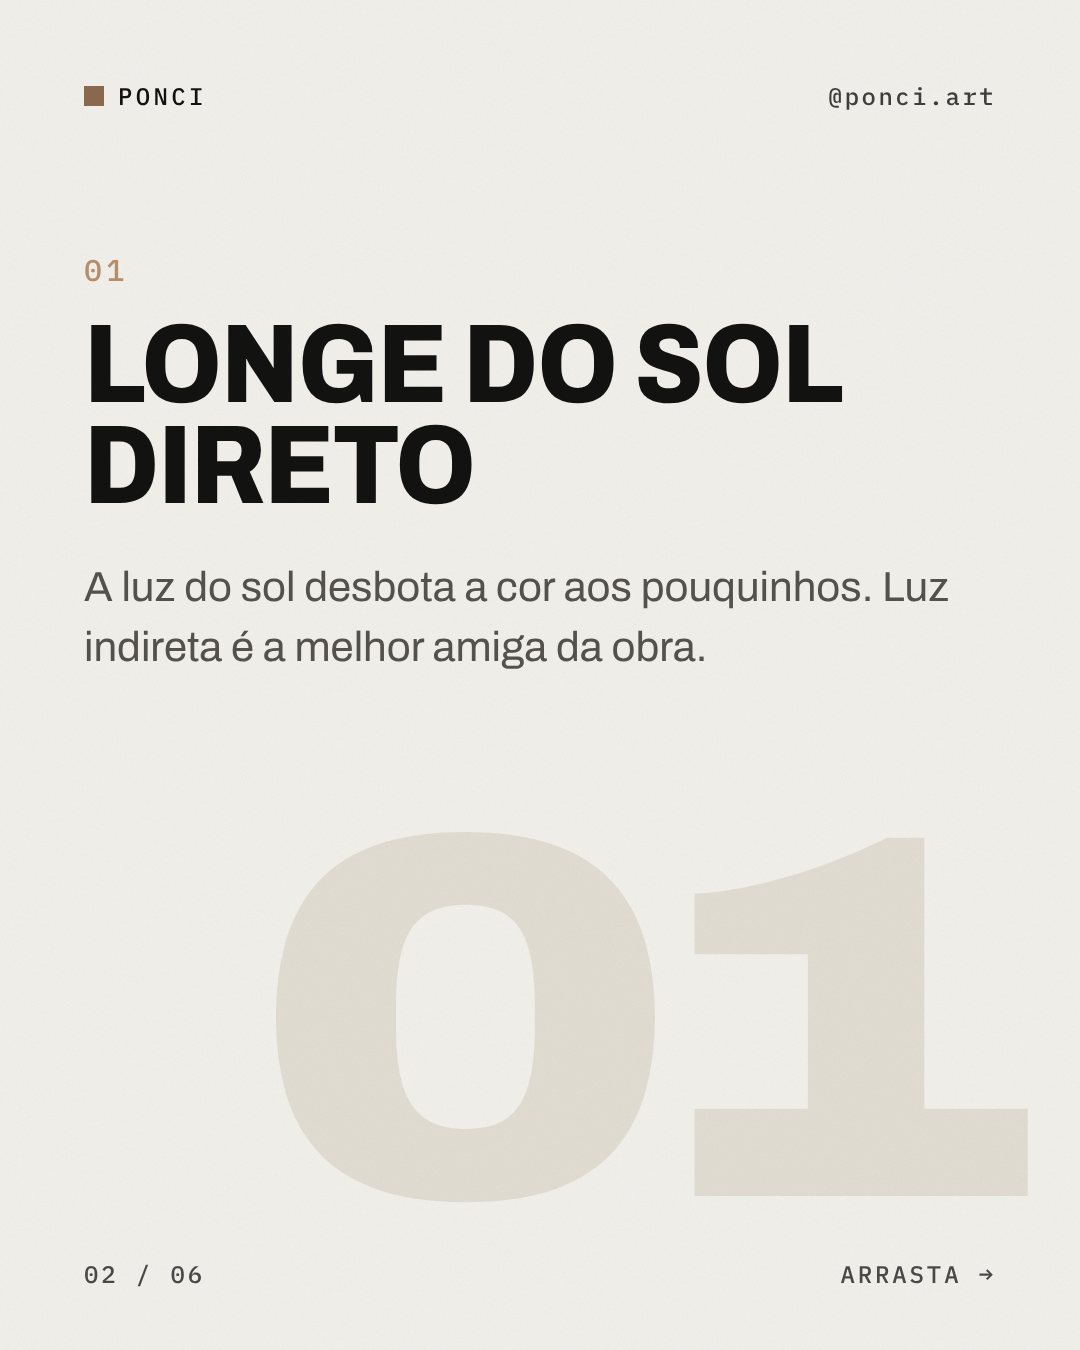 PONCI
@ponci.art
01
LONGE DO SOL
DIRETO
A luz do sol desbota a cor aos pouquinhos. Luz
indireta é a melhor amiga da obra.
01
02 / 06
ARRASTA →